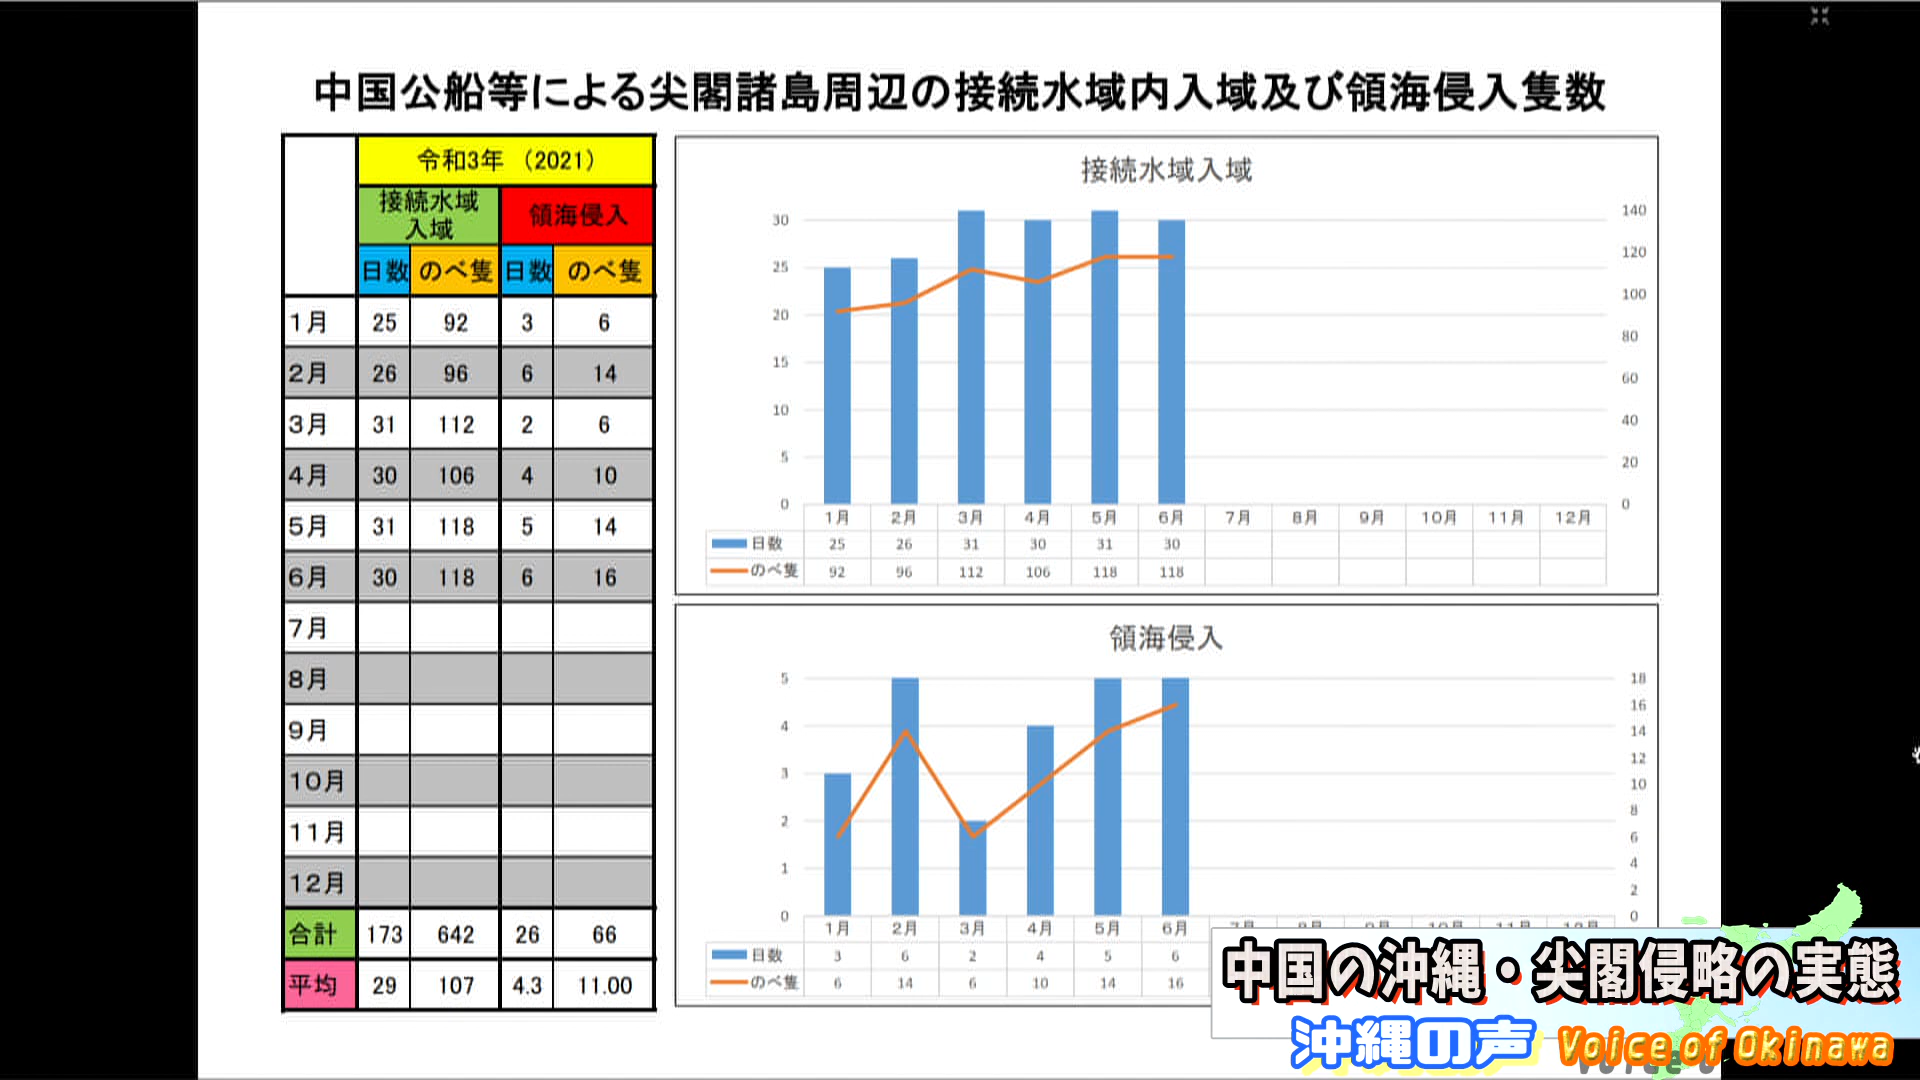 中国公船等による尖閣諸島周辺の接続水域内入域及び領海侵入隻数
令和3年 （2021）
接続水域 領海侵入
入域
日数 のべ隻 日数 のべ隻
1月 25 92 3 6
2月 26 96 6 14
3月 31 112 2 6
4月 30 106 4 10
5月 31 118 5 14
6月 30 118 6 16
7月
8月
9月
10月
11月
12月
合計 173 642 26 66
平均 29 107 4.3 11.00
接続水域入域
30 140
25 120
20 100
15 80
10 60
5 40
0 20
0
1月 2月 3月 4月 5月 6月 7月 8月 9月 10月 11月 12月
日数 25 26 31 30 31 30
のべ隻 92 96 112 106 118 118
領海侵入
5 18
4 16
3 14
2 12
1 10
0 8
6
4
2
0
1月 2月 3月 4月 5月 6月
日数 3 6 2 4 5 6
のべ隻 6 14 6 10 14 16
中国の沖縄・尖閣侵略の実態
沖縄の声 Voice of Okinawa